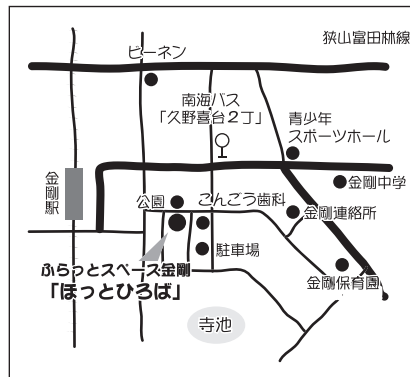 狭山富田林線
ビーネン
南海バス
「久野喜台2丁」
青少年
スポーツホール
金剛駅
公園
こんごう歯科
金剛中学
金剛連絡所
駐車場
ふらっとスペース金剛
「ほっとひろば」
金剛保育園
寺池